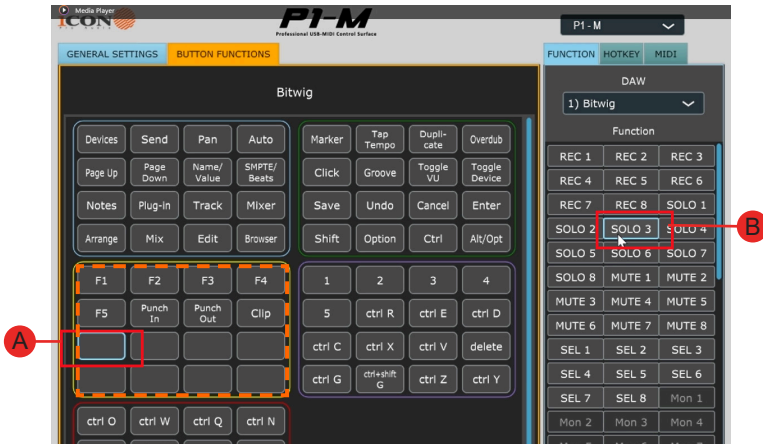 Media Player
iCON
PRO AUDIO
P1-M
Professional USB-MIDI Control Surface
P1 - M
GENERAL SETTINGS BUTTON FUNCTIONS
FUNCTION HOTKEY MIDI
Bitwig
DAW
1) Bitwig
Function
Devices Send Pan Auto
Page Up Page Down Name/ Value SMPTE/ Beats
Notes Plug-In Track Mixer
Arrange Mix Edit Browser
Marker Tap Tempo Dupli- cate Overdub
Click Groove Toggle VU Toggle Device
Save Undo Cancel Enter
Shift Option Ctrl Alt/Opt
F1 F2 F3 F4
F5 Punch In Punch Out Clip
1 2 3 4
5 ctrl R ctrl E ctrl D
ctrl C ctrl X ctrl V delete
ctrl G ctrl+shift G ctrl Z ctrl Y
ctrl O ctrl W ctrl Q ctrl N
REC 1 REC 2 REC 3
REC 4 REC 5 REC 6
REC 7 REC 8 SOLO 1
SOLO 2 SOLO 3 SOLO 4
SOLO 5 SOLO 6 SOLO 7
SOLO 8 MUTE 1 MUTE 2
MUTE 3 MUTE 4 MUTE 5
MUTE 6 MUTE 7 MUTE 8
SEL 1 SEL 2 SEL 3
SEL 4 SEL 5 SEL 6
SEL 7 SEL 8 Mon 1
Mon 2 Mon 3 Mon 4
A
B